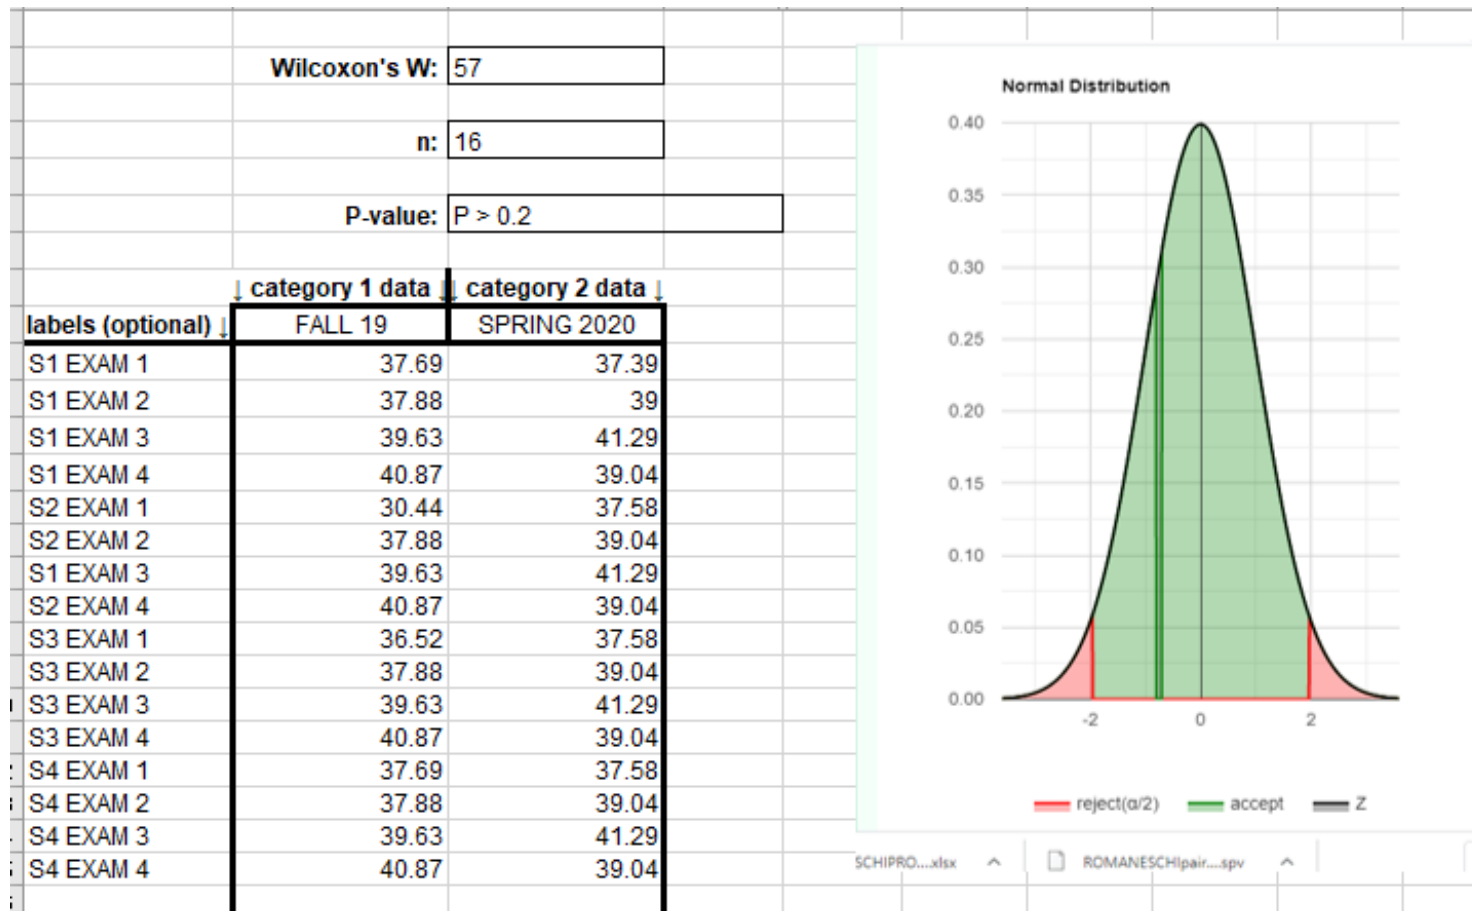 Wilcoxon's W: 57
n: 16
P-value: P > 0.2
↓ category 1 data ↓ ↓ category 2 data ↓
labels (optional) ↓ FALL 19 SPRING 2020
S1 EXAM 1 37.69 37.39
S1 EXAM 2 37.88 39
S1 EXAM 3 39.63 41.29
S1 EXAM 4 40.87 39.04
S2 EXAM 1 30.44 37.58
S2 EXAM 2 37.88 39.04
S1 EXAM 3 39.63 41.29
S2 EXAM 4 40.87 39.04
S3 EXAM 1 36.52 37.58
S3 EXAM 2 37.88 39.04
S3 EXAM 3 39.63 41.29
S3 EXAM 4 40.87 39.04
S4 EXAM 1 37.69 37.58
S4 EXAM 2 37.88 39.04
S4 EXAM 3 39.63 41.29
S4 EXAM 4 40.87 39.04
Normal Distribution
0.40
0.35
0.30
0.25
0.20
0.15
0.10
0.05
0.00
-2 0 2
reject(α/2) accept Z
SCHIPRO....xlsx ROMANESCHIpair....spv